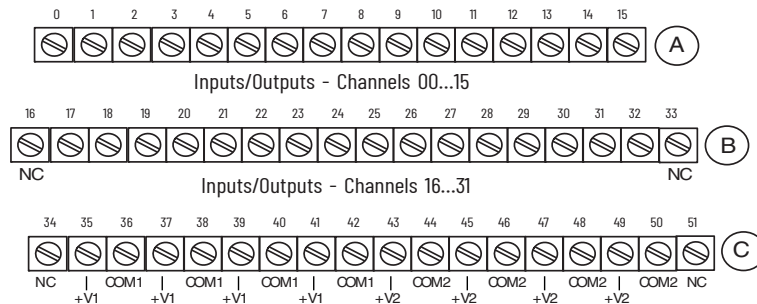 0 1 2 3 4 5 6 7 8 9 10 11 12 13 14 15
A
Inputs/Outputs - Channels 00...15
16 17 18 19 20 21 22 23 24 25 26 27 28 29 30 31 32 33
B
NC NC
Inputs/Outputs - Channels 16...31
34 35 36 37 38 39 40 41 42 43 44 45 46 47 48 49 50 51
C
NC COM1 COM1 COM1 COM1 COM2 COM2 COM2 COM2 NC
+V1 +V1 +V1 +V1 +V2 +V2 +V2 +V2